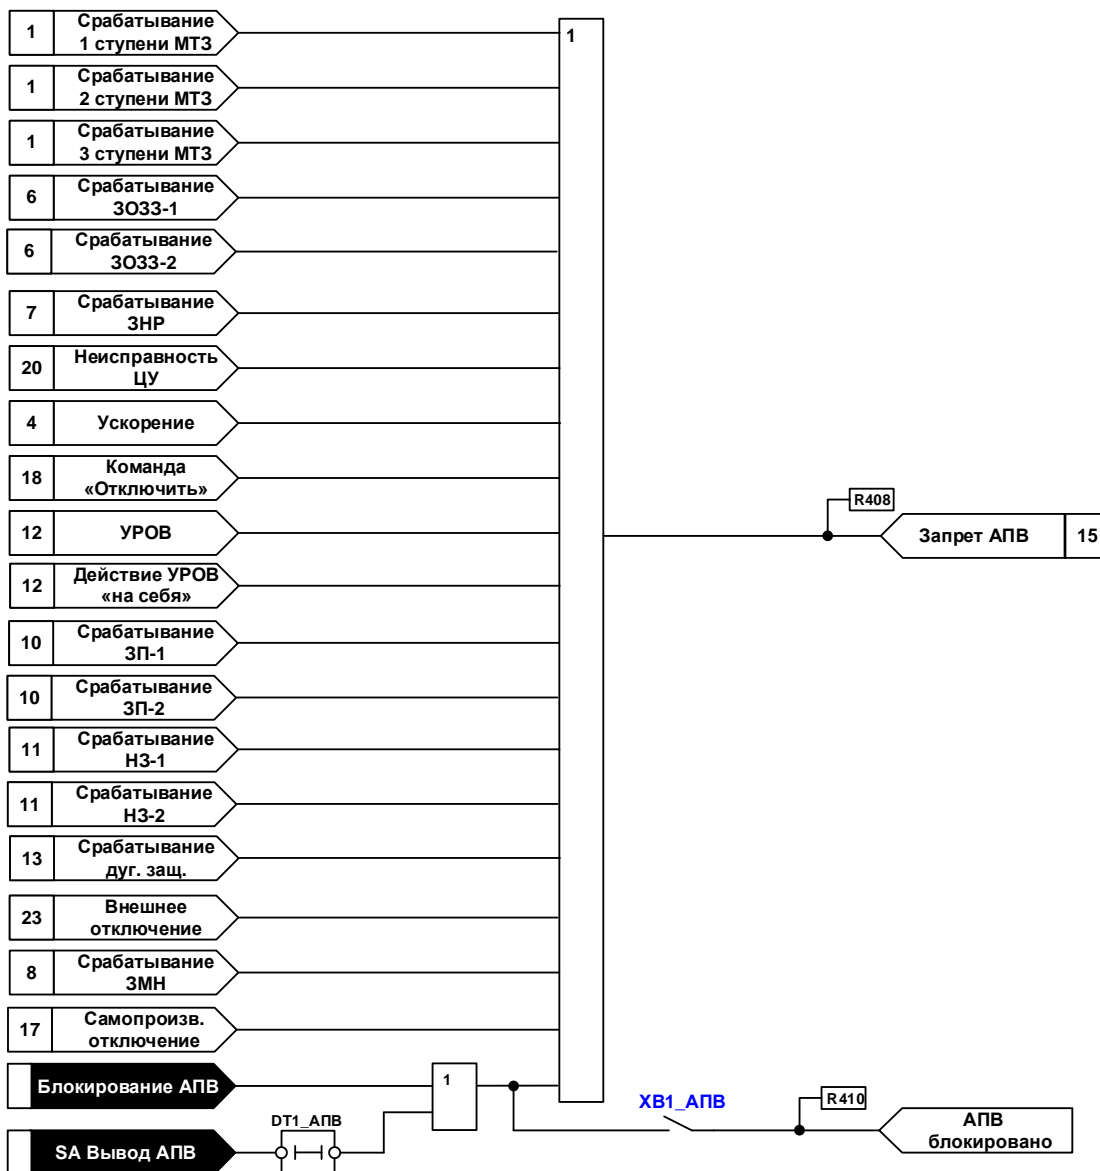 1
Срабатывание
1 ступени МТЗ
1
Срабатывание
2 ступени МТЗ
1
Срабатывание
3 ступени МТЗ
6
Срабатывание
ЗОЗЗ-1
6
Срабатывание
ЗОЗЗ-2
7
Срабатывание
ЗНР
20
Неисправность
ЦУ
4
Ускорение
18
Команда
«Отключить»
12
УРОВ
12
Действие УРОВ
«на себя»
10
Срабатывание
ЗП-1
10
Срабатывание
ЗП-2
11
Срабатывание
НЗ-1
11
Срабатывание
НЗ-2
13
Срабатывание
дуг. защ.
23
Внешнее
отключение
8
Срабатывание
ЗМН
17
Самопроизв.
отключение
Блокирование АПВ
SA Вывод АПВ
DT1_АПВ
1
1
R408
Запрет АПВ
15
XB1_АПВ
R410
АПВ
блокировано